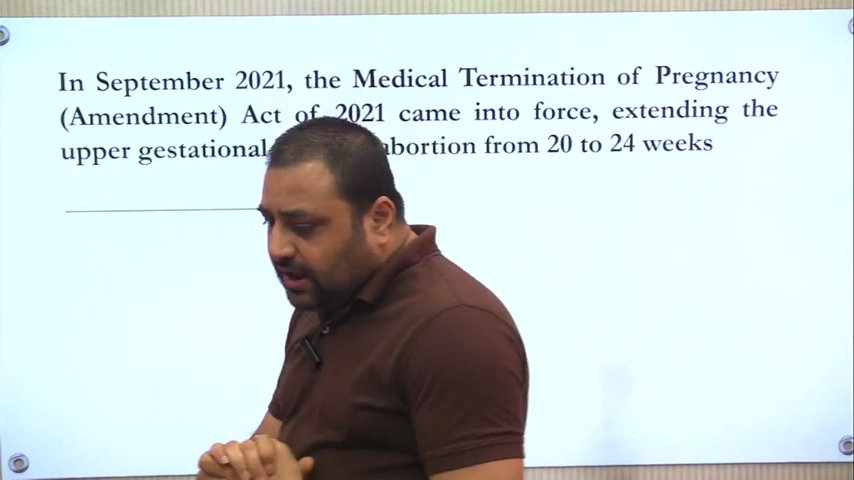 In September 2021, the Medical Termination of Pregnancy
(Amendment) Act of 2021 came into force, extending the
upper gestational abortion from 20 to 24 weeks